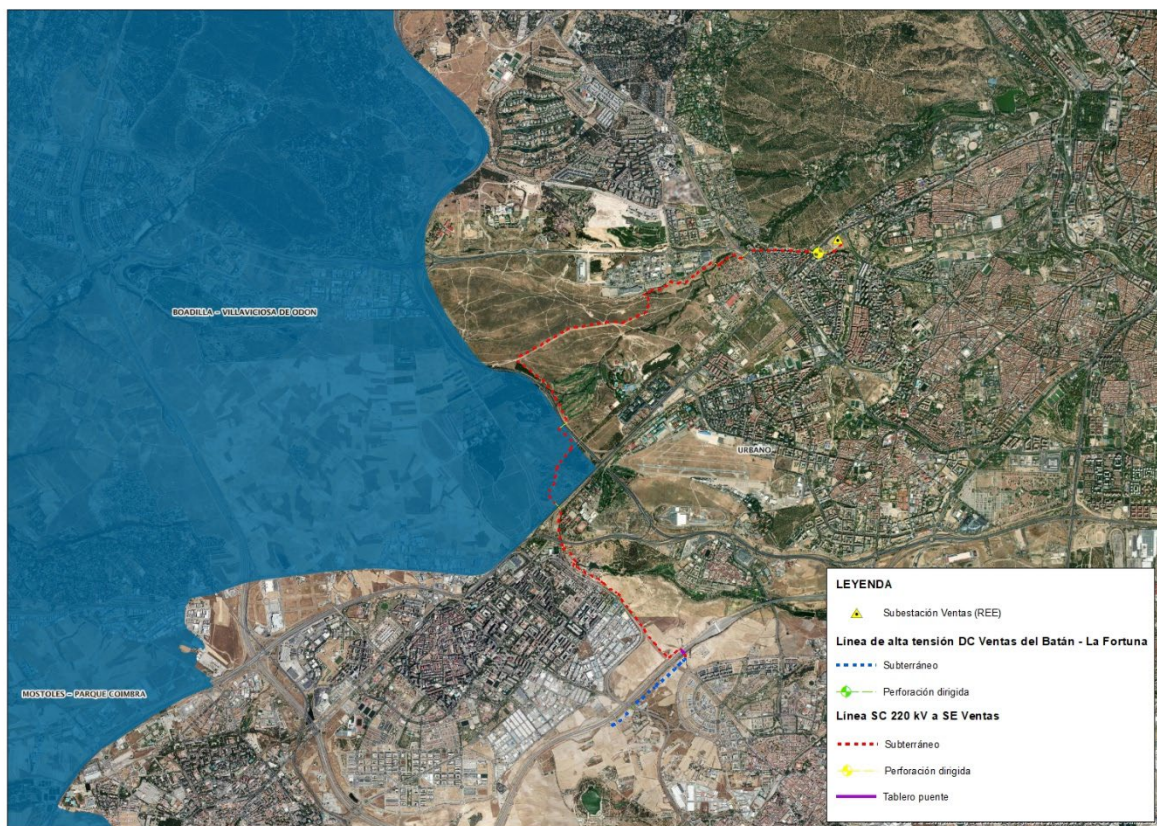 BOADILLA - VILLAVICIOSA DE ODON
URBANO
MOSTOLES - PARQUE COIMBRA
LEYENDA
Subestación Ventas (REE)
Línea de alta tensión DC Ventas del Batán - La Fortuna
Subterráneo
Perforación dirigida
Línea SC 220 kV a SE Ventas
Subterráneo
Perforación dirigida
Tablero puente